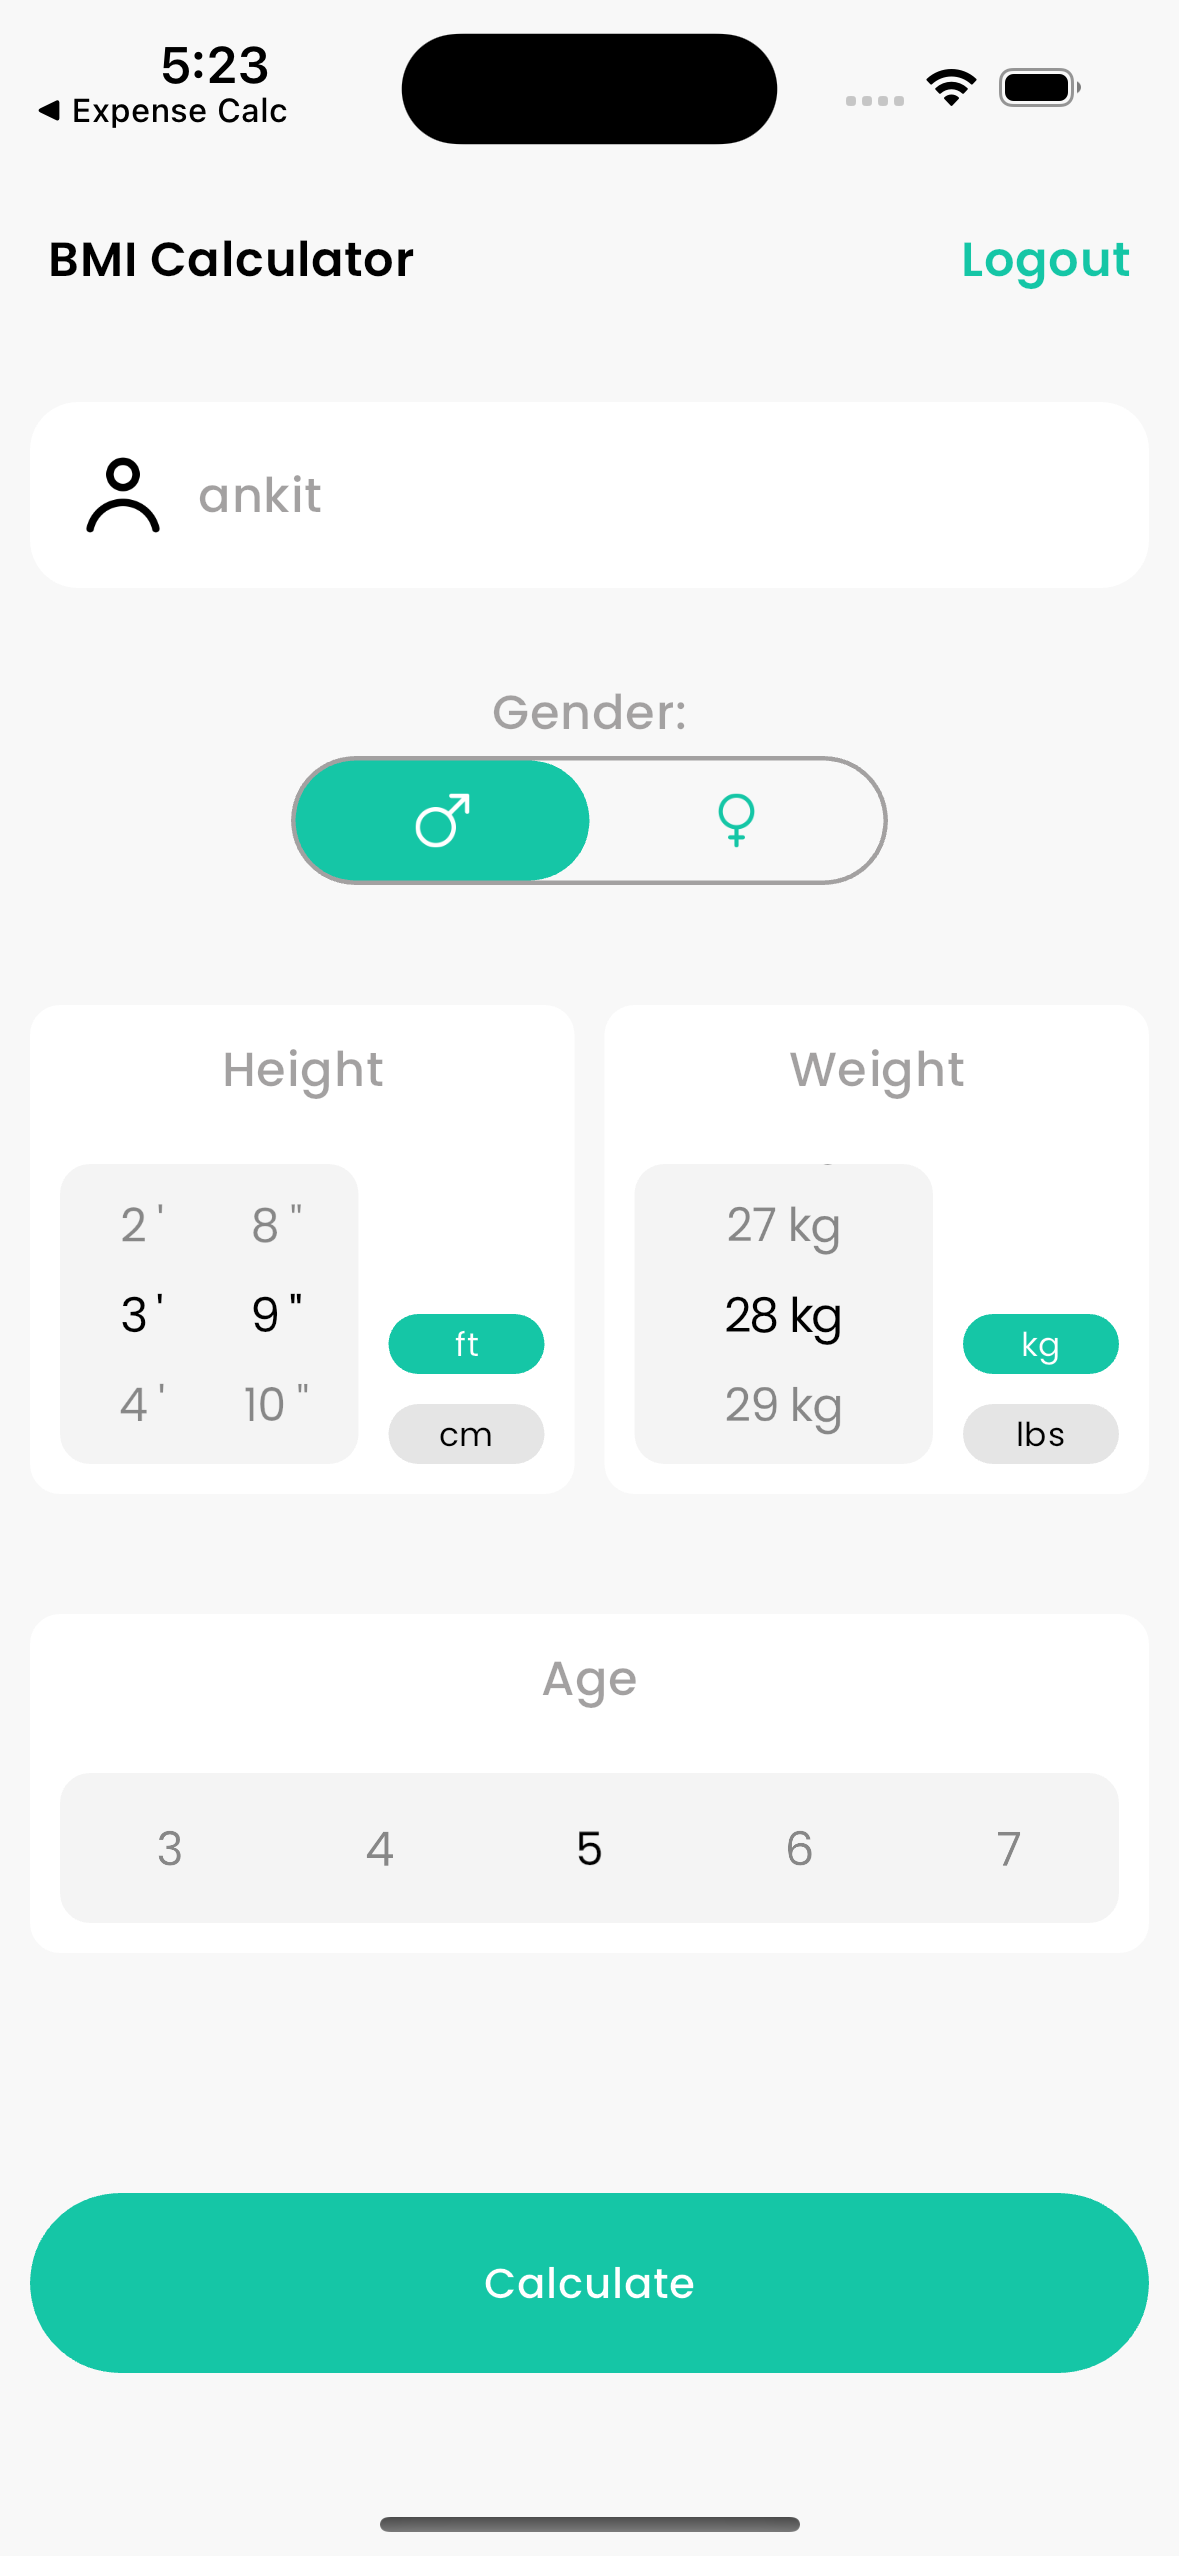 5:23
◀ Expense Calc
BMI Calculator
Logout
ankit
Gender:
Height
2 ' 8 "
3 ' 9 "
4 ' 10 "
ft
cm
Weight
27 kg
28 kg
29 kg
kg
lbs
Age
3 4 5 6 7
Calculate